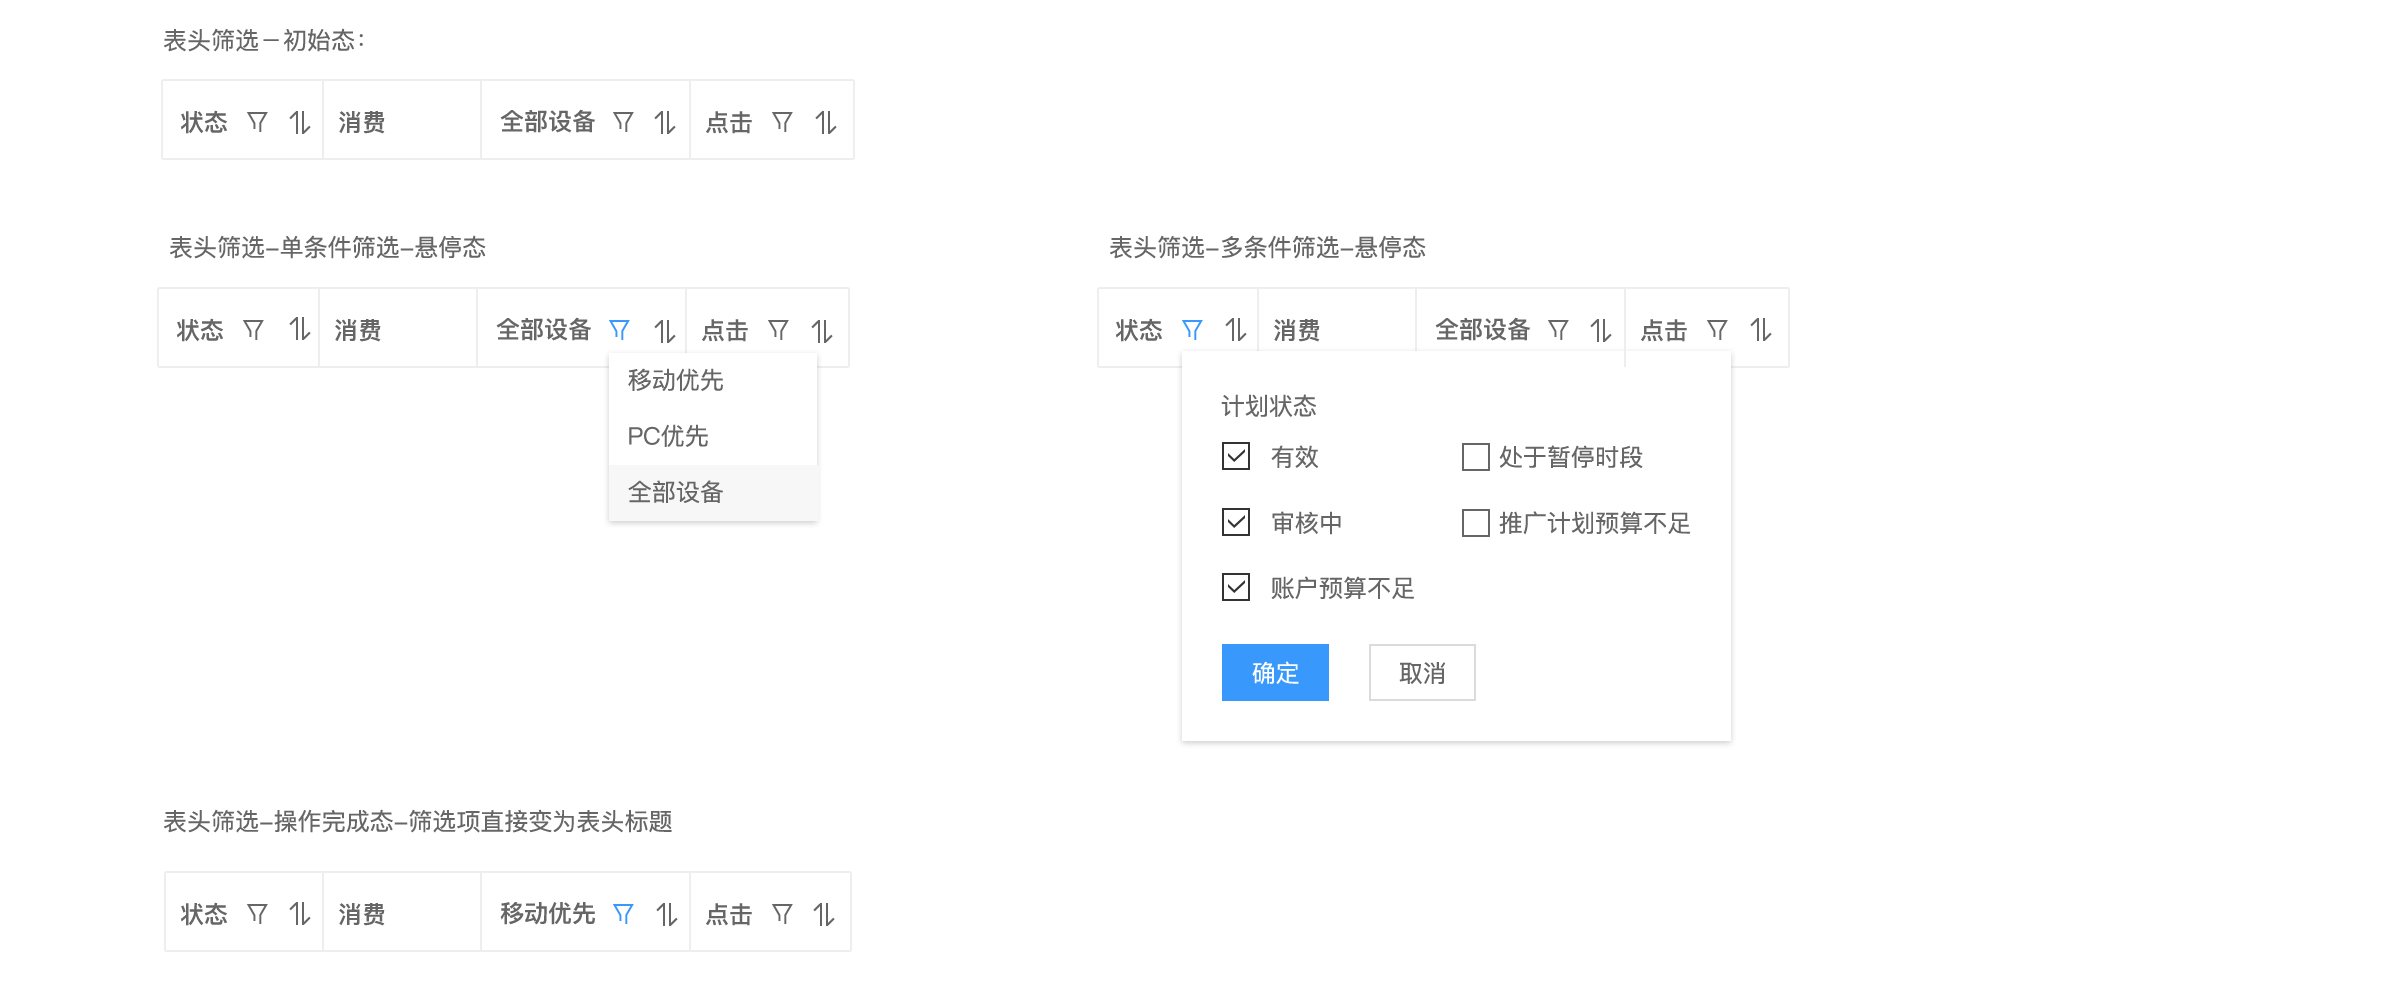 表头筛选－初始态：
状态 消费 全部设备 点击
表头筛选-单条件筛选-悬停态
状态 消费 全部设备 点击
移动优先
PC优先
全部设备
表头筛选-多条件筛选-悬停态
状态 消费 全部设备 点击
计划状态
有效 处于暂停时段
审核中 推广计划预算不足
账户预算不足
确定 取消
表头筛选-操作完成态-筛选项直接变为表头标题
状态 消费 移动优先 点击